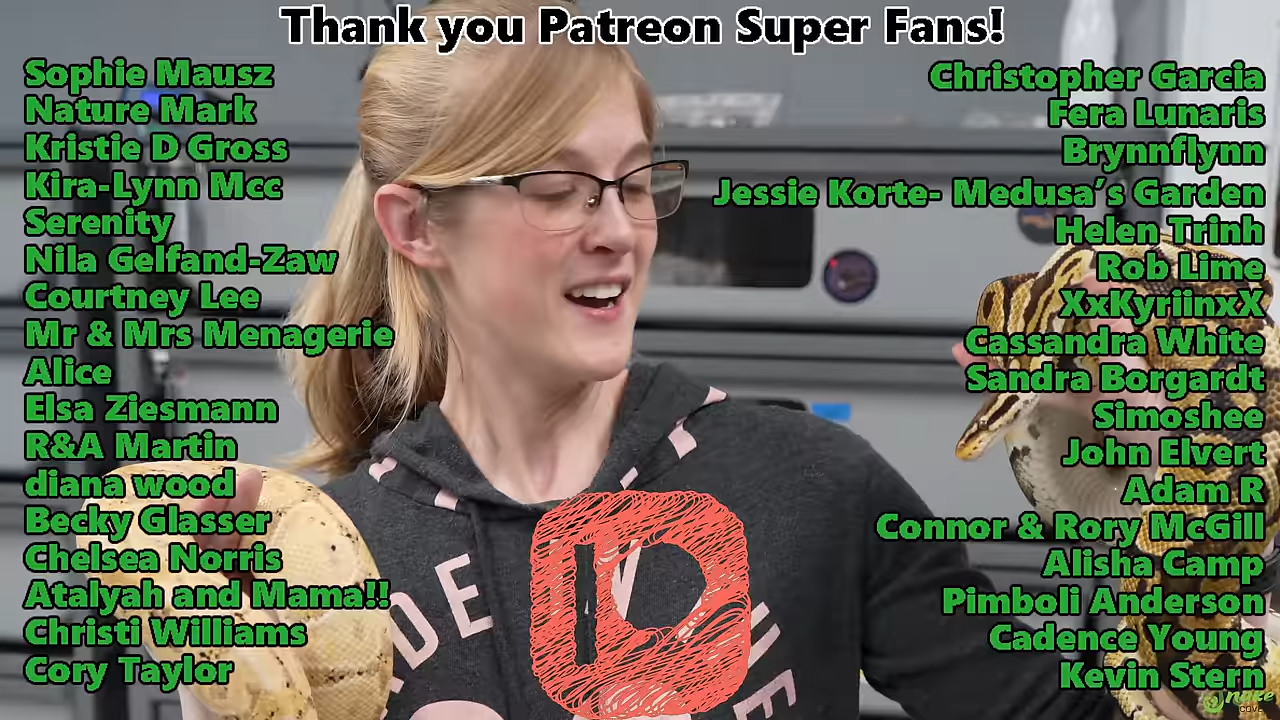 Thank you Patreon Super Fans!
Sophie Mausz
Nature Mark
Kristie D Gross
Kira-Lynn Mcc
Serenity
Nila Gelfand-Zaw
Courtney Lee
Mr & Mrs Menagerie
Alice
Elsa Ziesmann
R&A Martin
diana wood
Becky Glasser
Chelsea Norris
Atalyah and Mama!!
Christi Williams
Cory Taylor
Christopher Garcia
Fera Lunaris
Brynnflynn
Jessie Korte- Medusa’s Garden
Helen Trinh
Rob Lime
XxKyriinxX
Cassandra White
Sandra Borgardt
Simoshee
John Elvert
Adam R
Connor & Rory McGill
Alisha Camp
Pimboli Anderson
Cadence Young
Kevin Stern